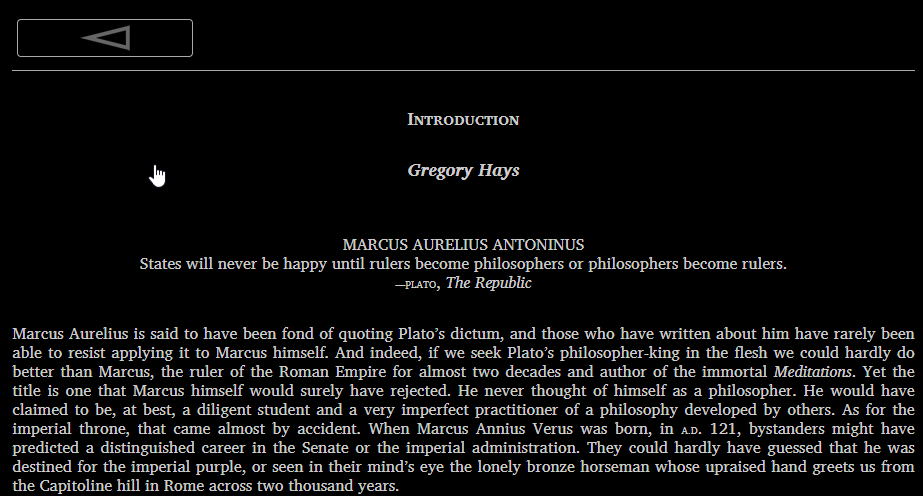 Introduction
Gregory Hays
MARCUS AURELIUS ANTONINUS
States will never be happy until rulers become philosophers or philosophers become rulers.
—PLATO, The Republic
Marcus Aurelius is said to have been fond of quoting Plato’s dictum, and those who have written about him have rarely been
able to resist applying it to Marcus himself. And indeed, if we seek Plato’s philosopher-king in the flesh we could hardly do
better than Marcus, the ruler of the Roman Empire for almost two decades and author of the immortal Meditations. Yet the
title is one that Marcus himself would surely have rejected. He never thought of himself as a philosopher. He would have
claimed to be, at best, a diligent student and a very imperfect practitioner of a philosophy developed by others. As for the
imperial throne, that came almost by accident. When Marcus Annius Verus was born, in A.D. 121, bystanders might have
predicted a distinguished career in the Senate or the imperial administration. They could hardly have guessed that he was
destined for the imperial purple, or seen in their mind’s eye the lonely bronze horseman whose upraised hand greets us from
the Capitoline hill in Rome across two thousand years.